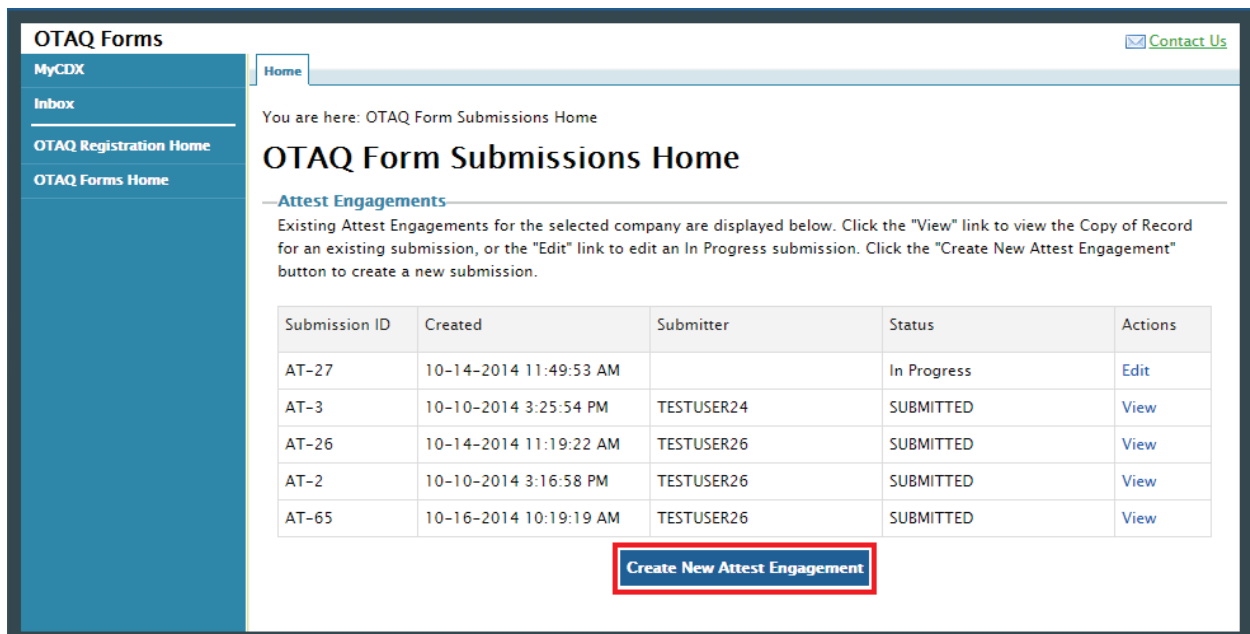 OTAQ Forms
Contact Us
MyCDX
Inbox
OTAQ Registration Home
OTAQ Forms Home
Home
You are here: OTAQ Form Submissions Home
OTAQ Form Submissions Home
Attest Engagements
Existing Attest Engagements for the selected company are displayed below. Click the "View" link to view the Copy of Record
for an existing submission, or the "Edit" link to edit an In Progress submission. Click the "Create New Attest Engagement"
button to create a new submission.
Submission ID Created Submitter Status Actions
AT-27 10-14-2014 11:49:53 AM In Progress Edit
AT-3 10-10-2014 3:25:54 PM TESTUSER24 SUBMITTED View
AT-26 10-14-2014 11:19:22 AM TESTUSER26 SUBMITTED View
AT-2 10-10-2014 3:16:58 PM TESTUSER26 SUBMITTED View
AT-65 10-16-2014 10:19:19 AM TESTUSER26 SUBMITTED View
Create New Attest Engagement